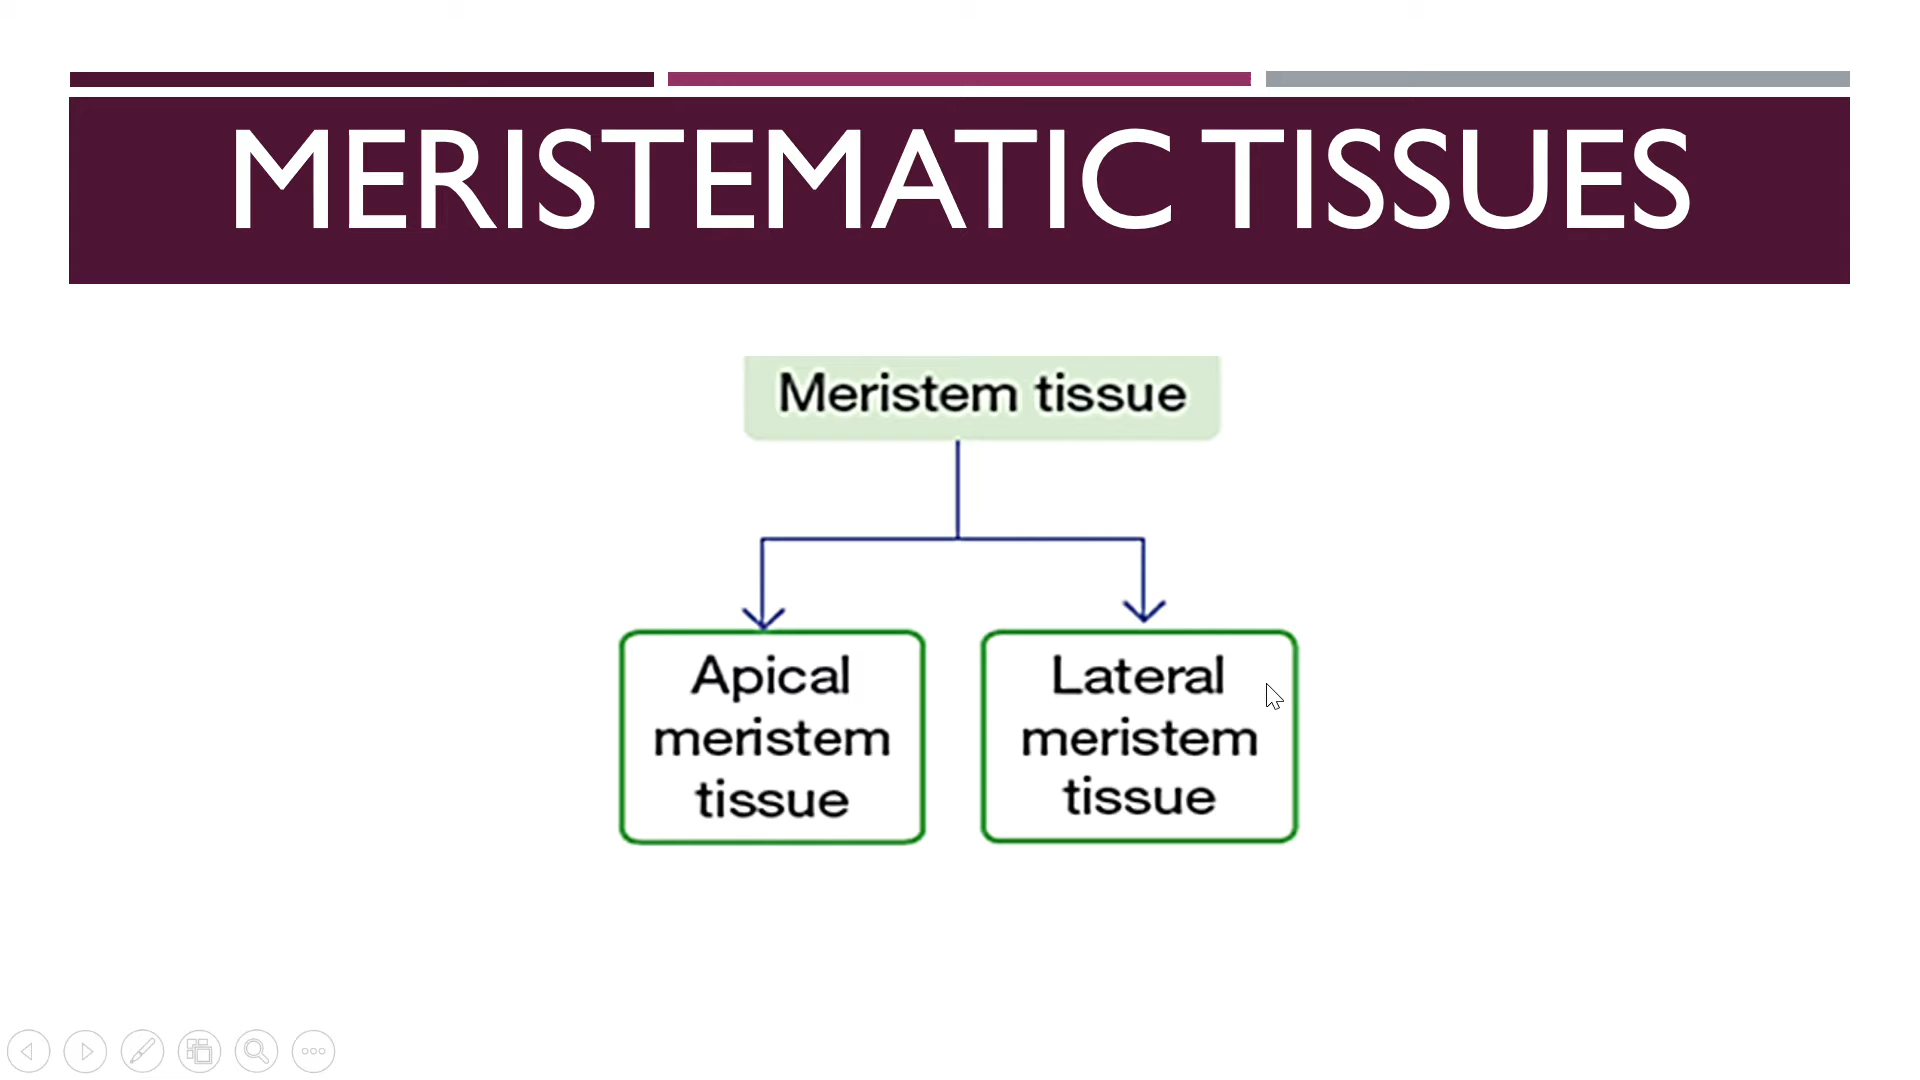 MERISTEMATIC TISSUES
Meristem tissue
Apical
meristem
tissue
Lateral
meristem
tissue